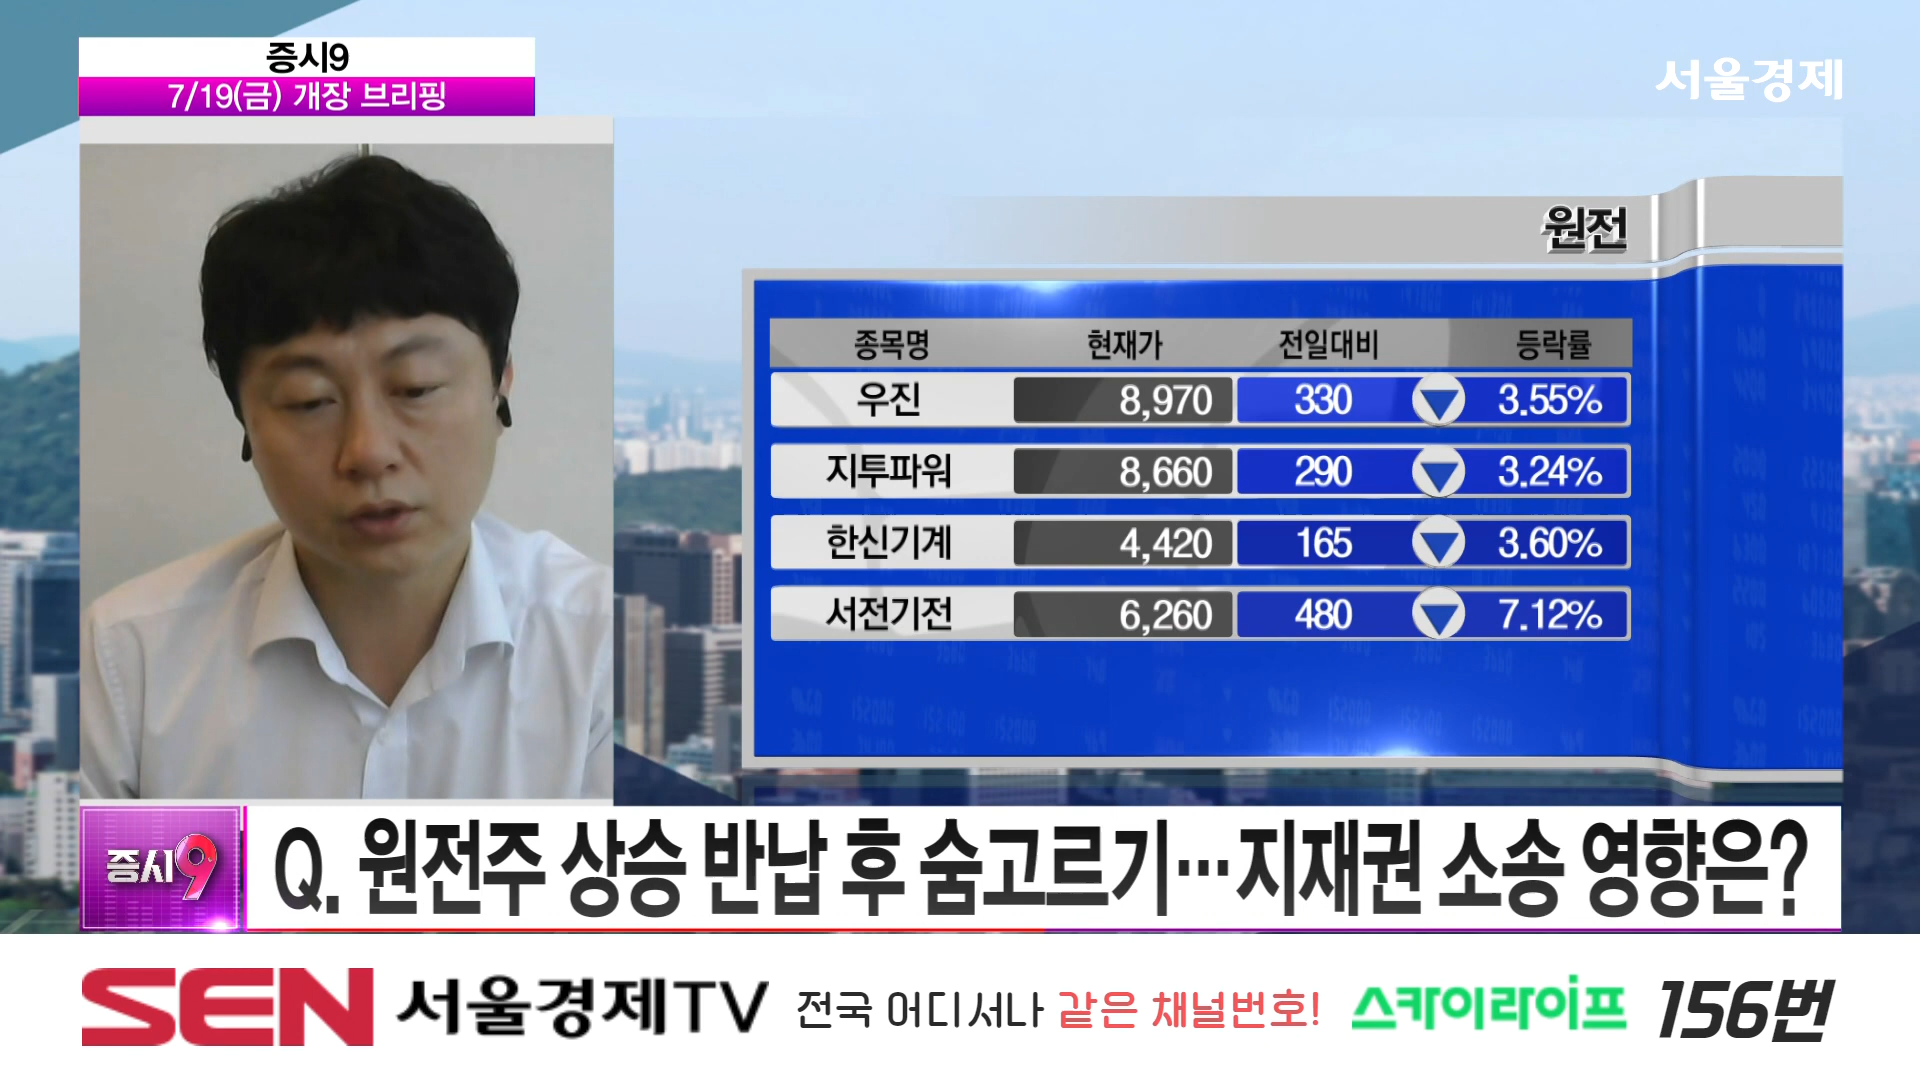 증시9
7/19(금) 개장 브리핑
서울경제
원전
종목명 현재가 전일대비 등락률
우진 8,970 330 ▼ 3.55%
지투파워 8,660 290 ▼ 3.24%
한신기계 4,420 165 ▼ 3.60%
서전기전 6,260 480 ▼ 7.12%
증시9
Q. 원전주 상승 반납 후 숨고르기…지재권 소송 영향은?
SEN 서울경제TV 전국 어디서나 같은 채널번호! 스카이라이프 156번